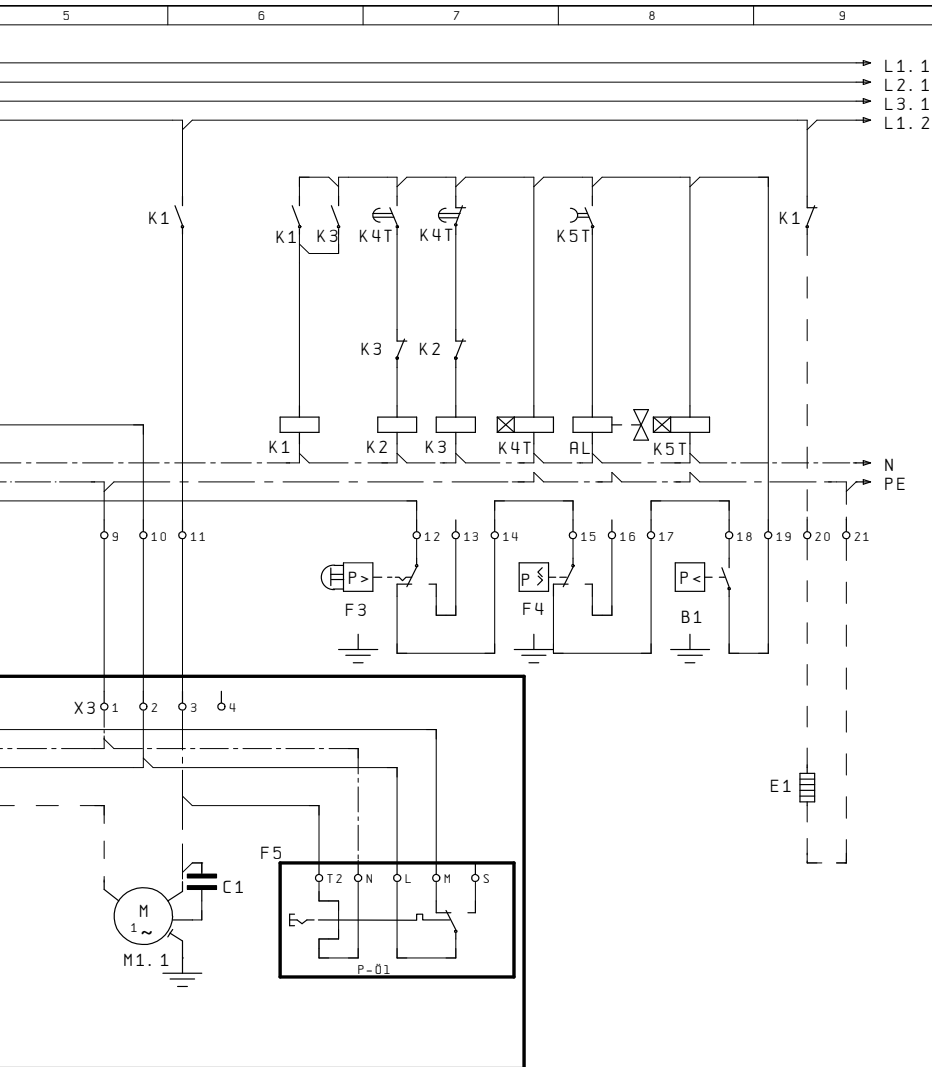 5 6 7 8 9
L1.1
L2.1
L3.1
L1.2
K1 K1 K3 K4T K4T K5T K1
K3 K2
K1 K2 K3 K4T AL K5T
N
PE
9 10 11 12 13 14 15 16 17 18 19 20 21
P> P P<
F3 F4 B1
X3 1 2 3 4
E1
F5
T2 N L M S
C1
M
1~
M1.1
P-Öl